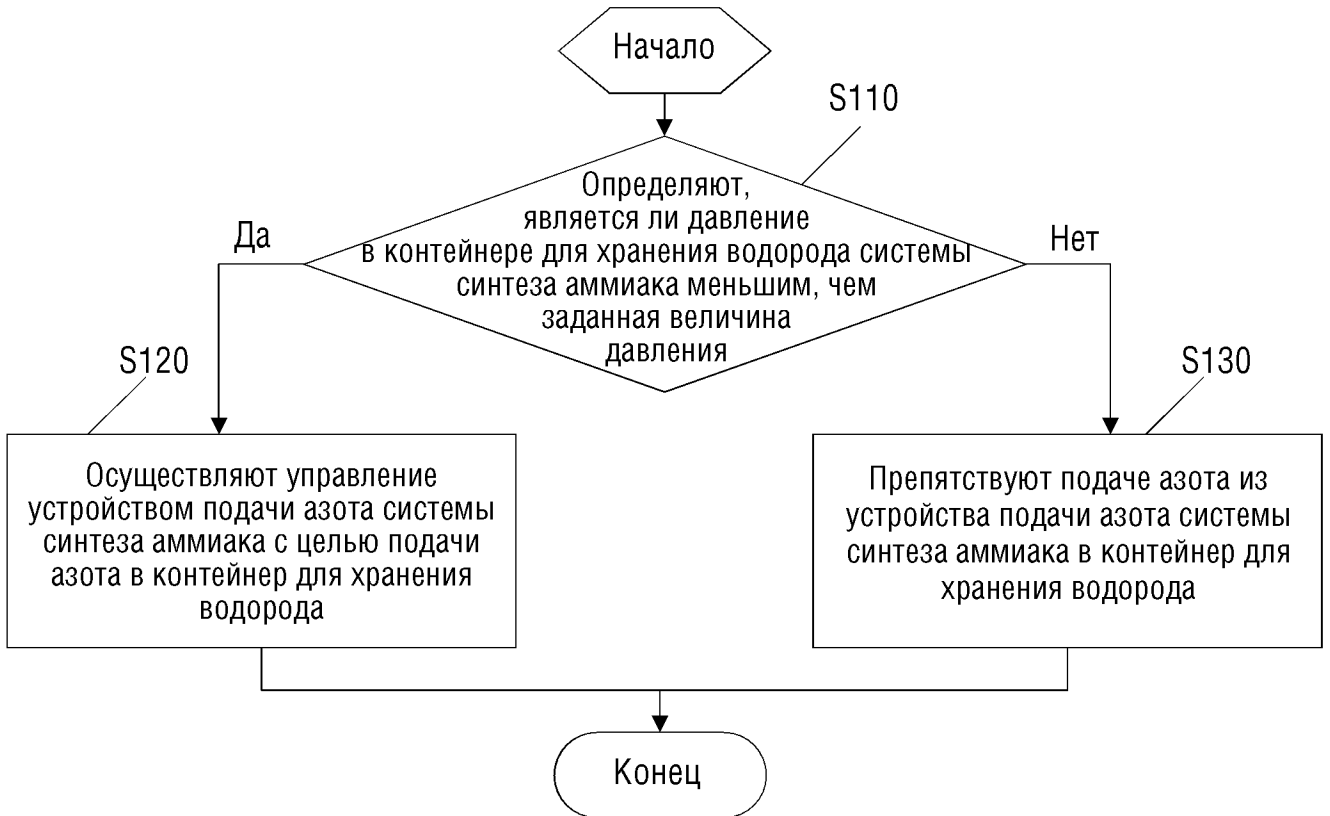 Начало
S110
Определяют,
является ли давление
в контейнере для хранения водорода системы
синтеза аммиака меньшим, чем
заданная величина
давления
Да
Нет
S120
Осуществляют управление
устройством подачи азота системы
синтеза аммиака с целью подачи
азота в контейнер для хранения
водорода
S130
Препятствуют подаче азота из
устройства подачи азота системы
синтеза аммиака в контейнер для
хранения водорода
Конец